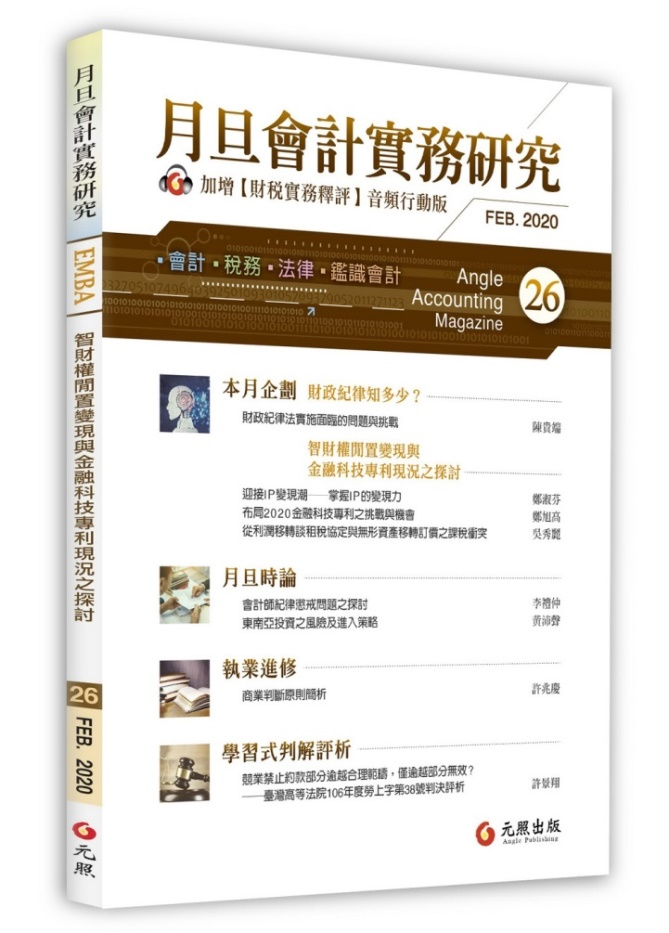 月旦會計實務研究
EMBA
智財權閒置變現與金融科技專利現況之探討
26
FEB. 2020
元照
月旦會計實務研究
加增【財稅實務釋評】音頻行動版
FEB. 2020
▪會計▪稅務▪法律▪鑑識會計
Angle
Accounting
Magazine
26
本月企劃 財政紀律知多少?
財政紀律法實施面臨的問題與挑戰 陳貴端
智財權閒置變現與
金融科技專利現況之探討
迎接IP變現潮——掌握IP的變現力 鄭淑芬
布局2020金融科技專利之挑戰與機會 鄭旭高
從利潤移轉談租稅協定與無形資產移轉訂價之課稅衝突 吳秀麗
月旦時論
會計師紀律懲戒問題之探討 李禮仲
東南亞投資之風險及進入策略 黃沛聲
執業進修
商業判斷原則簡析 許兆慶
學習式判解評析
競業禁止約款部分逾越合理範疇,僅逾越部分無效?
——臺灣高等法院106年度勞上字第38號判決評析 許景翔
元照出版
Angle Publishing